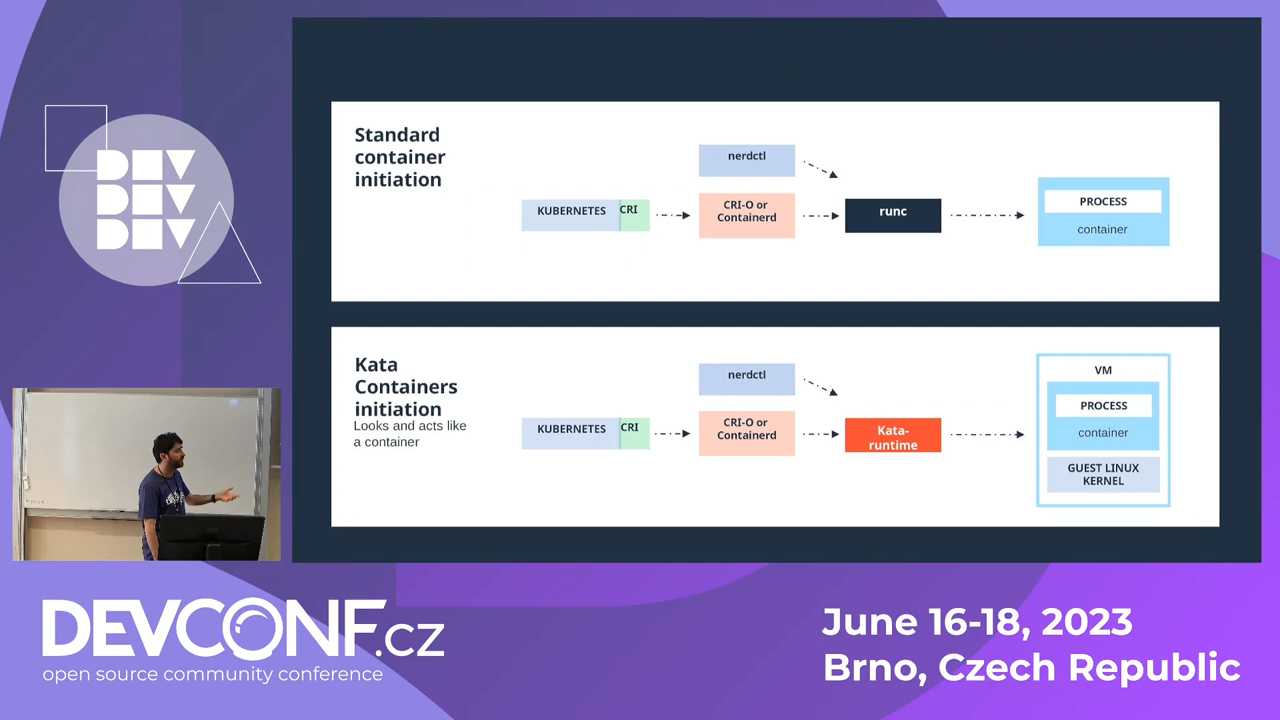 DEV
DEV
DEV
Standard
container
initiation
nerdctl
KUBERNETES
CRI
CRI-O or
Containerd
runc
PROCESS
container
Kata
Containers
initiation
Looks and acts like
a container
nerdctl
KUBERNETES
CRI
CRI-O or
Containerd
Kata-
runtime
VM
PROCESS
container
GUEST LINUX
KERNEL
DEVCONF.cz
open source community conference
June 16-18, 2023
Brno, Czech Republic